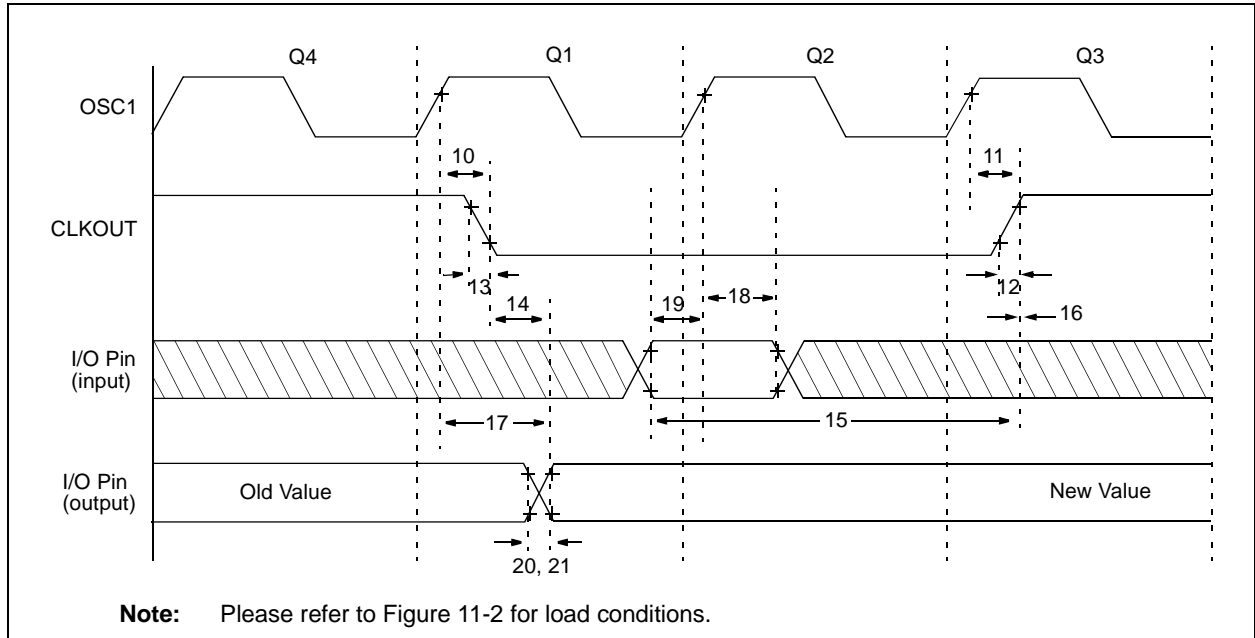 Q4 Q1 Q2 Q3
OSC1
10 11
CLKOUT
13 12
14 19 18 16
I/O Pin
(input)
17 15
I/O Pin
(output)
Old Value New Value
20, 21
Note: Please refer to Figure 11-2 for load conditions.